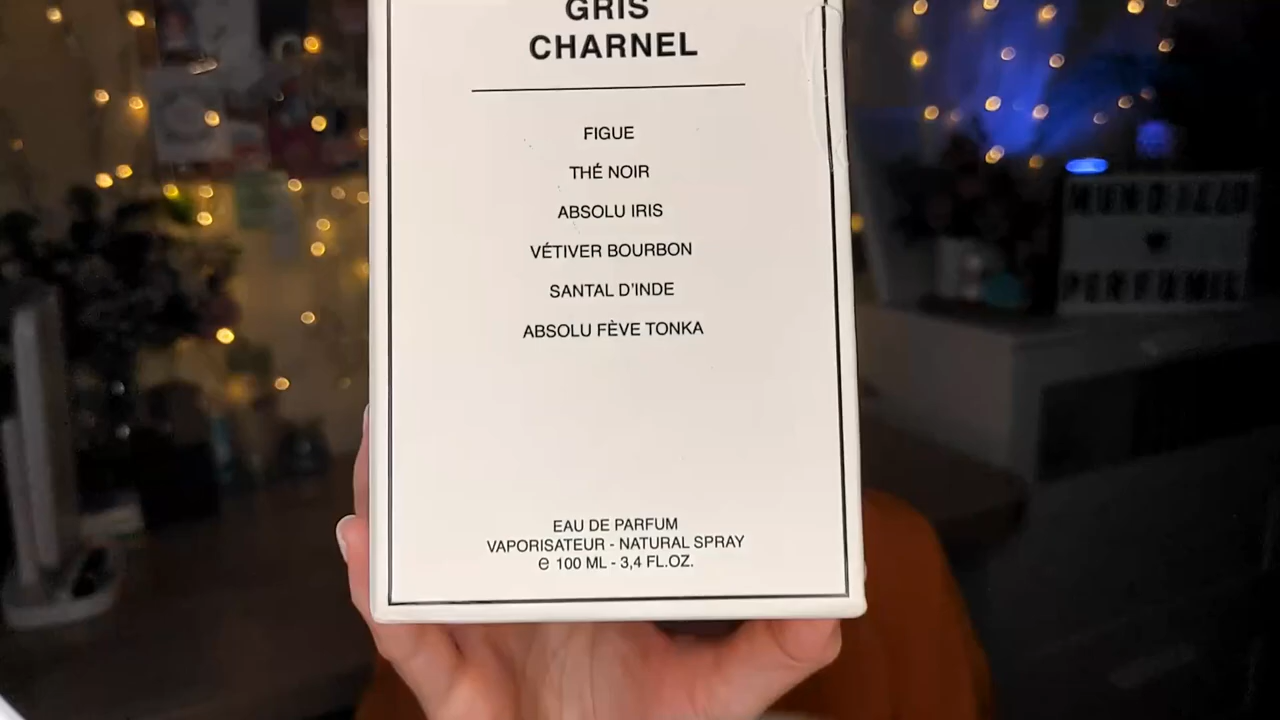 GRIS
CHARNEL
FIGUE
THÉ NOIR
ABSOLU IRIS
VÉTIVER BOURBON
SANTAL D'INDE
ABSOLU FÈVE TONKA
EAU DE PARFUM
VAPORISATEUR - NATURAL SPRAY
℮ 100 ML - 3,4 FL.OZ.